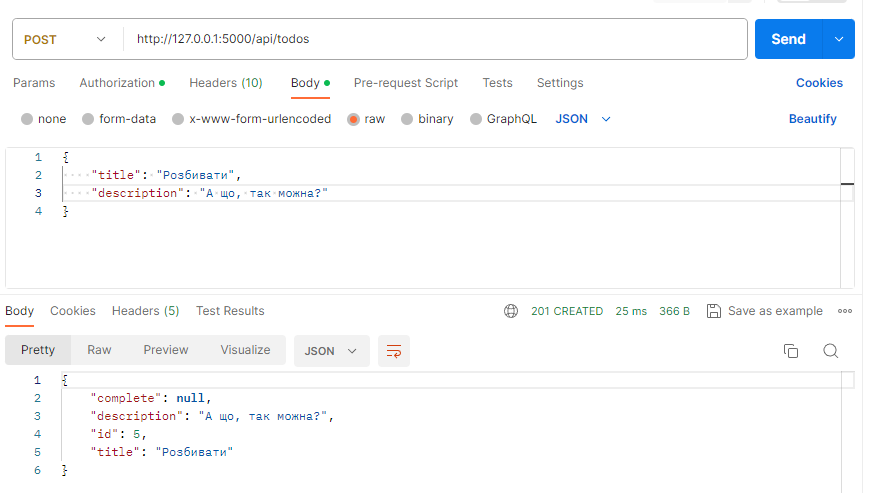 POST http://127.0.0.1:5000/api/todos Send
Params Authorization Headers (10) Body Pre-request Script Tests Settings Cookies
none form-data x-www-form-urlencoded raw binary GraphQL JSON Beautify
1 {
2 "title": "Розбивати",
3 "description": "А що, так можна?"
4 }
Body Cookies Headers (5) Test Results 201 CREATED 25 ms 366 B Save as example
Pretty Raw Preview Visualize JSON
1 {
2 "complete": null,
3 "description": "А що, так можна?",
4 "id": 5,
5 "title": "Розбивати"
6 }